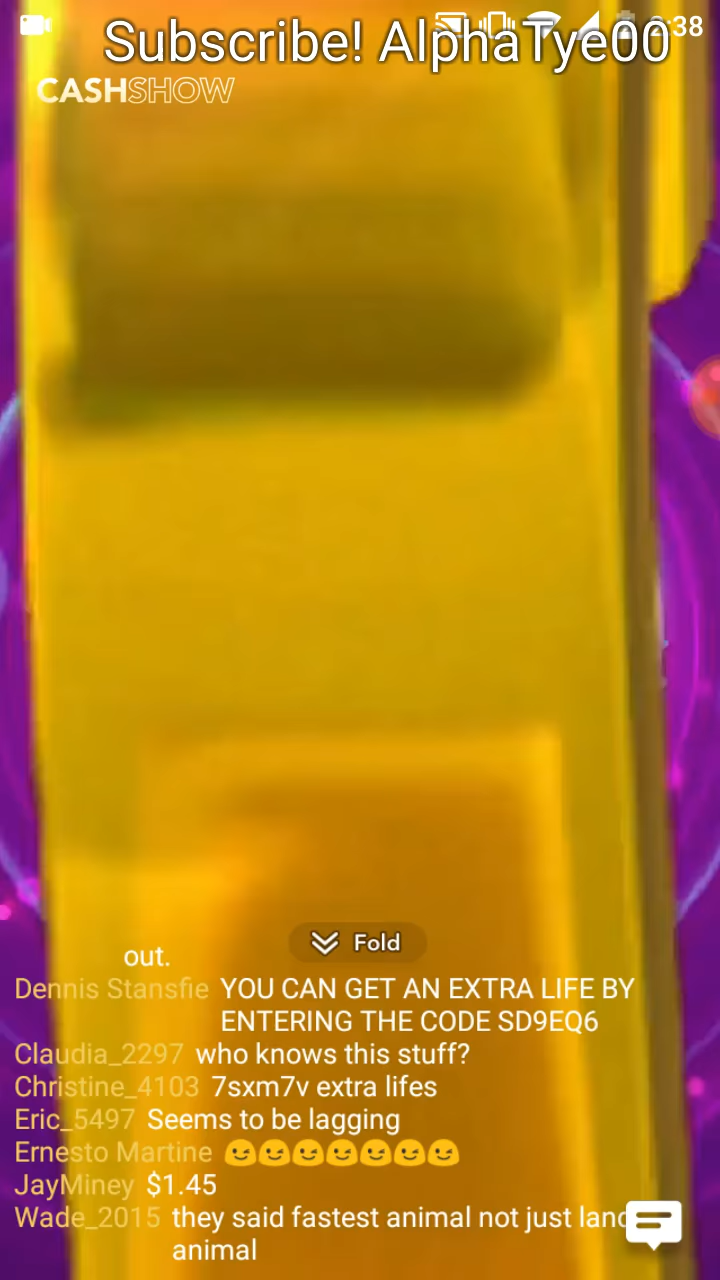 Subscribe! AlphaTye00
:38
CASHSHOW
Fold
out.
Dennis Stansfie YOU CAN GET AN EXTRA LIFE BY
ENTERING THE CODE SD9EQ6
Claudia_2297 who knows this stuff?
Christine_4103 7sxm7v extra lifes
Eric_5497 Seems to be lagging
Ernesto Martine 😉😉😉😉😉😉😉
JayMiney $1.45
Wade_2015 they said fastest animal not just land
animal